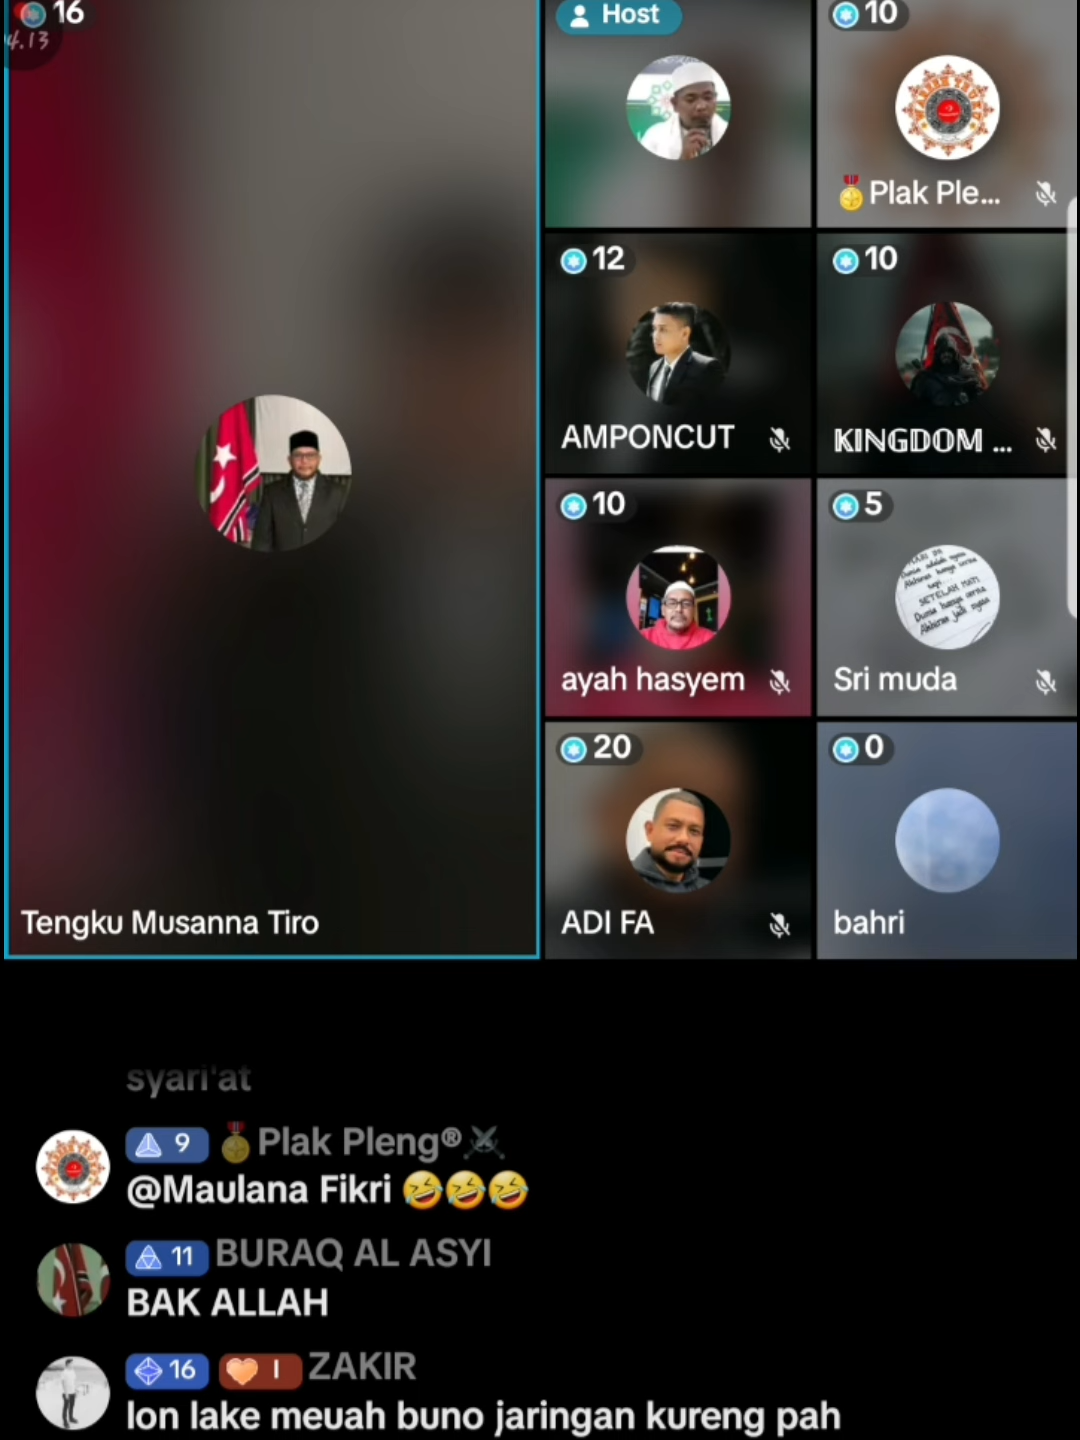 16
4.13
Host
10
Plak Ple...
12
AMPONCUT
10
KINGDOM ...
10
ayah hasyem
5
SETELAH MATI
Sri muda
20
ADI FA
0
bahri
Tengku Musanna Tiro
syari'at
9 Plak Pleng®
@Maulana Fikri 🤣🤣🤣
11 BURAQ AL ASYI
BAK ALLAH
16 I ZAKIR
lon lake meuah buno jaringan kureng pah